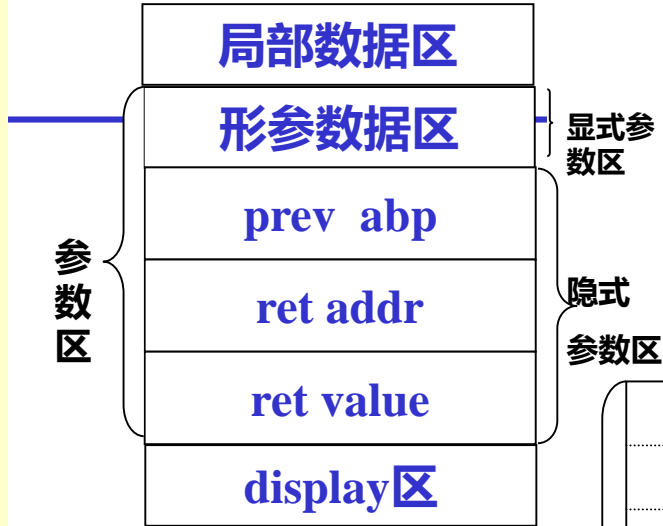 局部数据区
形参数据区
显式参
数区
prev abp
参
数
区
ret addr
隐式
参数区
ret value
display区